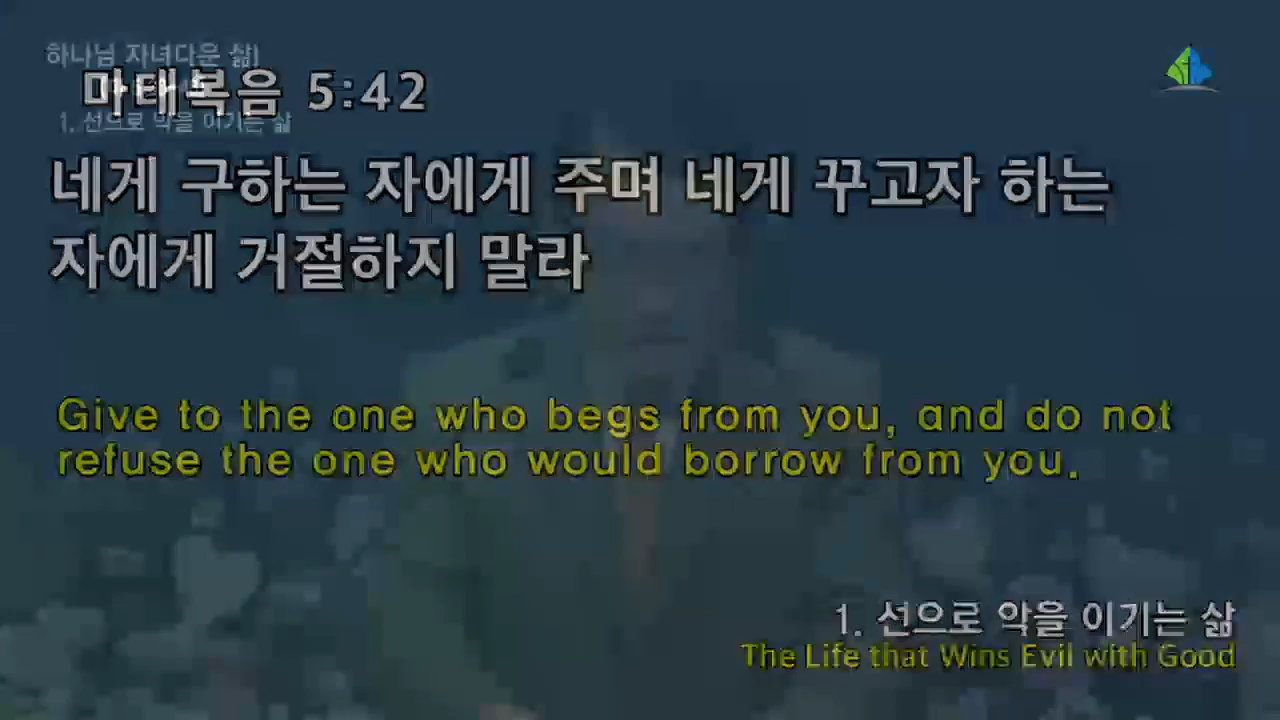 하나님 자녀다운 삶)
마태복음 5:42
1. 선으로 악을 이기는 삶
네게 구하는 자에게 주며 네게 꾸고자 하는
자에게 거절하지 말라
Give to the one who begs from you, and do not
refuse the one who would borrow from you.
1. 선으로 악을 이기는 삶
The Life that Wins Evil with Good